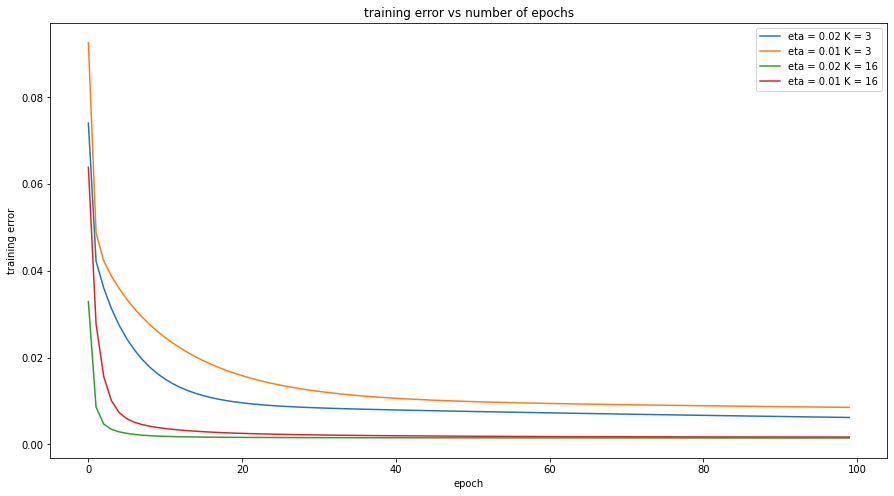 training error vs number of epochs
eta = 0.02 K = 3
eta = 0.01 K = 3
eta = 0.02 K = 16
eta = 0.01 K = 16
training error
0.08
0.06
0.04
0.02
0.00
0
20
40
60
80
100
epoch